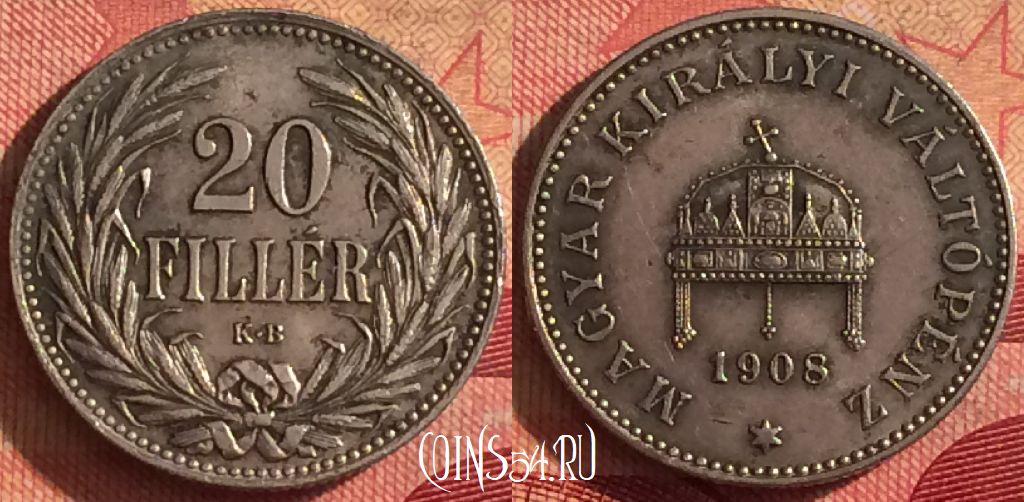 20
FILLÉR
K·B
MAGYAR KIRÁLYI VÁLTÓPÉNZ
1908
COINS54.RU